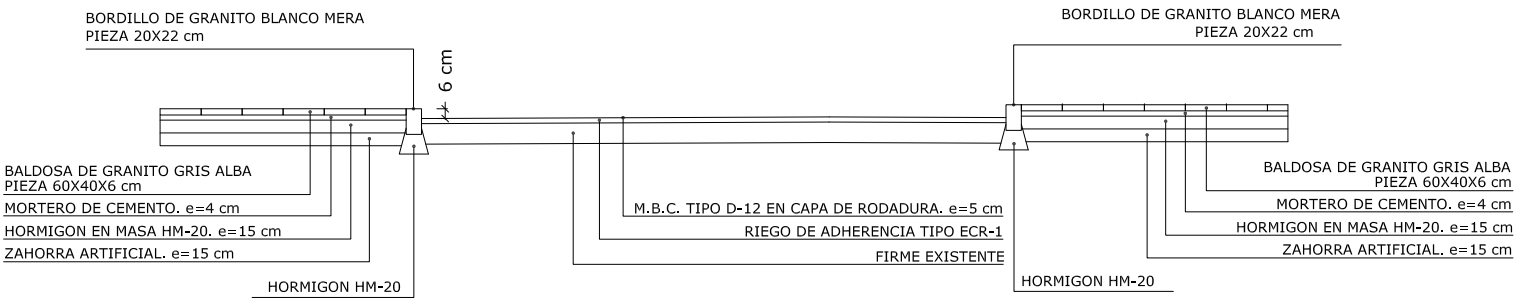 BORDILLO DE GRANITO BLANCO MERA
PIEZA 20X22 cm
6 cm
BORDILLO DE GRANITO BLANCO MERA
PIEZA 20X22 cm
BALDOSA DE GRANITO GRIS ALBA
PIEZA 60X40X6 cm
MORTERO DE CEMENTO. e=4 cm
HORMIGON EN MASA HM-20. e=15 cm
ZAHORRA ARTIFICIAL. e=15 cm
HORMIGON HM-20
M.B.C. TIPO D-12 EN CAPA DE RODADURA. e=5 cm
RIEGO DE ADHERENCIA TIPO ECR-1
FIRME EXISTENTE
BALDOSA DE GRANITO GRIS ALBA
PIEZA 60X40X6 cm
MORTERO DE CEMENTO. e=4 cm
HORMIGON EN MASA HM-20. e=15 cm
ZAHORRA ARTIFICIAL. e=15 cm
HORMIGON HM-20